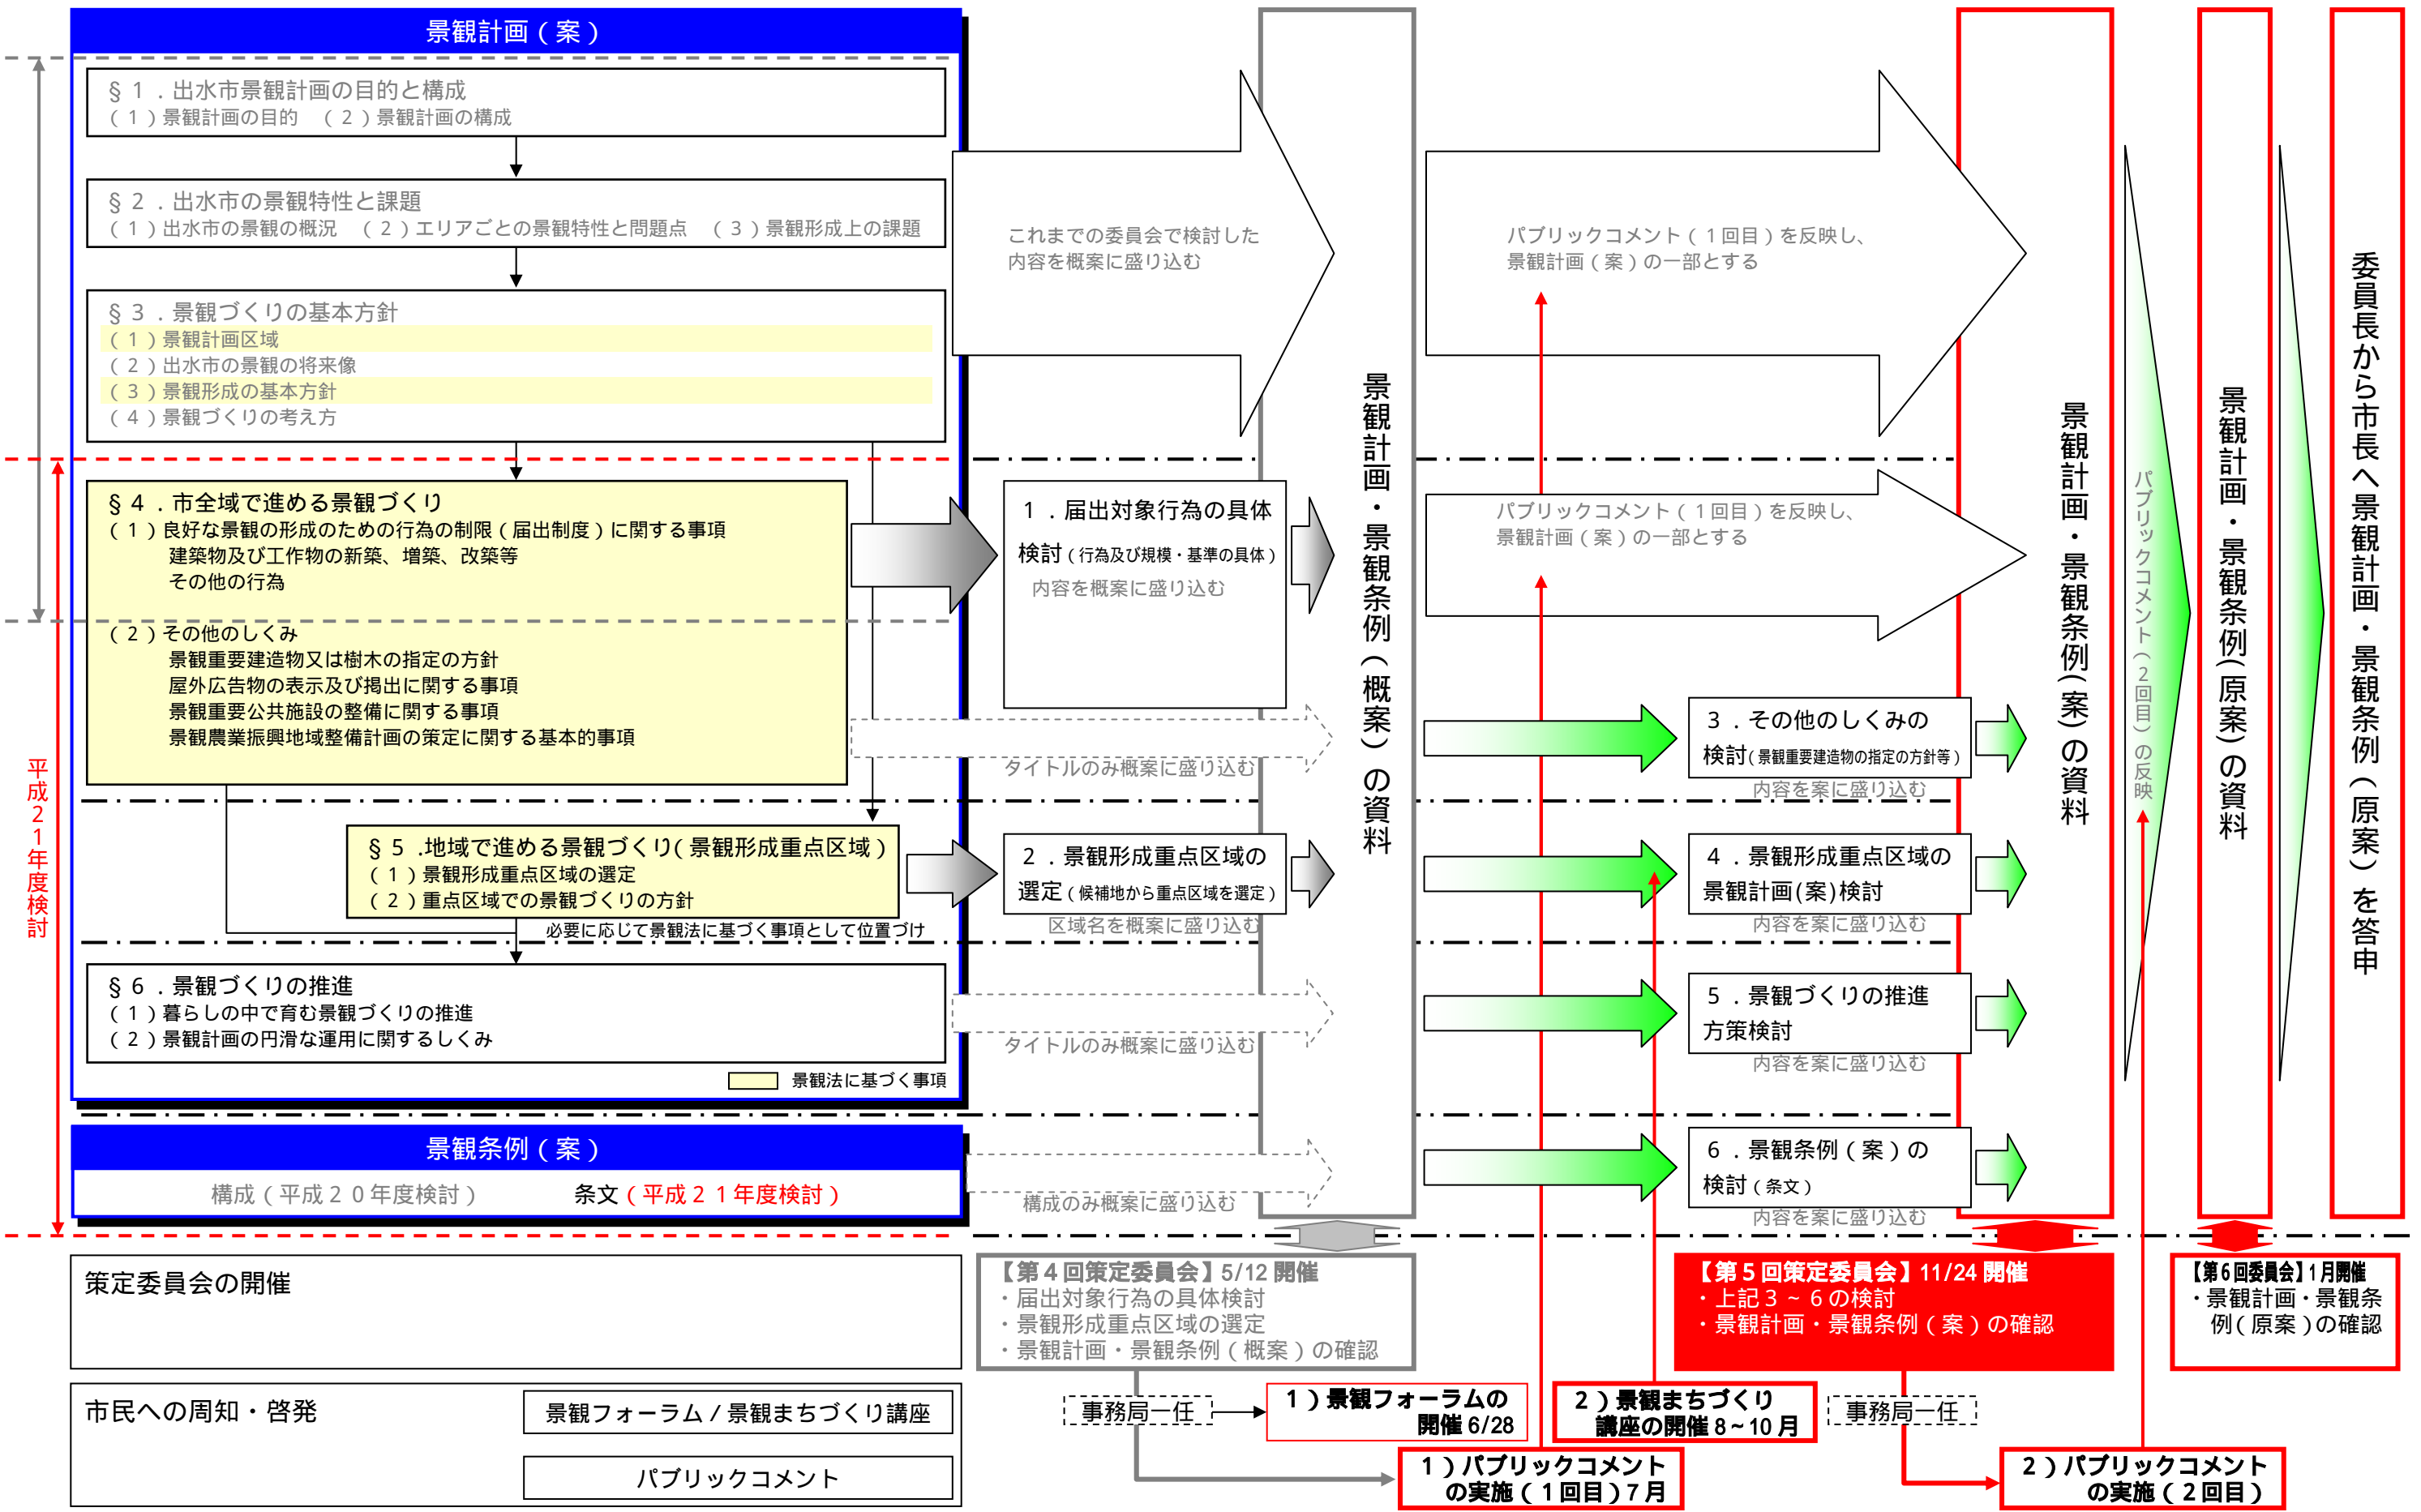 景観計画（案）
§１．出水市景観計画の目的と構成
（１）景観計画の目的　（２）景観計画の構成
§２．出水市の景観特性と課題
（１）出水市の景観の概況　（２）エリアごとの景観特性と問題点　（３）景観形成上の課題
§３．景観づくりの基本方針
（１）景観計画区域
（２）出水市の景観の将来像
（３）景観形成の基本方針
（４）景観づくりの考え方
§４．市全域で進める景観づくり
（１）良好な景観の形成のための行為の制限（届出制度）に関する事項
建築物及び工作物の新築、増築、改築等
その他の行為
（２）その他のしくみ
景観重要建造物又は樹木の指定の方針
屋外広告物の表示及び掲出に関する事項
景観重要公共施設の整備に関する事項
景観農業振興地域整備計画の策定に関する基本的事項
§５.地域で進める景観づくり(景観形成重点区域)
（１）景観形成重点区域の選定
（２）重点区域での景観づくりの方針
必要に応じて景観法に基づく事項として位置づけ
§６．景観づくりの推進
（１）暮らしの中で育む景観づくりの推進
（２）景観計画の円滑な運用に関するしくみ
景観法に基づく事項
平成２１年度検討
景観条例（案）
構成（平成２０年度検討）
条文（平成２１年度検討）
これまでの委員会で検討した
内容を概案に盛り込む
１．届出対象行為の具体
検討（行為及び規模・基準の具体）
内容を概案に盛り込む
タイトルのみ概案に盛り込む
２．景観形成重点区域の
選定（候補地から重点区域を選定）
区域名を概案に盛り込む
タイトルのみ概案に盛り込む
構成のみ概案に盛り込む
景観計画・景観条例（概案）の資料
パブリックコメント（１回目）を反映し、
景観計画（案）の一部とする
パブリックコメント（１回目）を反映し、
景観計画（案）の一部とする
３．その他のしくみの
検討(景観重要建造物の指定の方針等)
内容を案に盛り込む
４．景観形成重点区域の
景観計画(案)検討
内容を案に盛り込む
５．景観づくりの推進
方策検討
内容を案に盛り込む
６．景観条例（案）の
検討（条文）
内容を案に盛り込む
景観計画・景観条例(案)の資料
パブリックコメント（２回目）の反映
景観計画・景観条例(原案)の資料
委員長から市長へ景観計画・景観条例（原案）を答申
策定委員会の開催
【第４回策定委員会】5/12 開催
・届出対象行為の具体検討
・景観形成重点区域の選定
・景観計画・景観条例（概案）の確認
【第５回策定委員会】11/24 開催
・上記３～６の検討
・景観計画・景観条例（案）の確認
【第６回委員会】１月開催
・景観計画・景観条
例(原案)の確認
市民への周知・啓発
景観フォーラム / 景観まちづくり講座
パブリックコメント
事務局一任
１）景観フォーラムの
開催 6/28
２）景観まちづくり
講座の開催 8～10 月
事務局一任
１）パブリックコメント
の実施（１回目）７月
２）パブリックコメント
の実施（２回目）